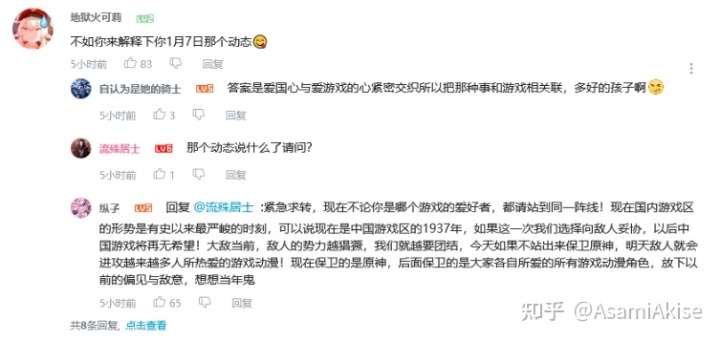 地獄火可莉 LV5
不如你来解释下你1月7日那个动态😋
5小时前 83 回复
自认为是她的骑士 LV5 答案是爱国心与爱游戏的心紧密交织所以把那种事和游戏相关联，多好的孩子啊😘
5小时前 3 回复
流殊居士 LV6 那个动态说什么了请问？
5小时前 1 回复
纵子 LV5 回复 @流殊居士 :紧急求转，现在不论你是哪个游戏的爱好者，都请站到同一阵线！现在国内游戏区
的形势是有史以来最严峻的时刻，可以说现在是中国游戏区的1937年，如果这一次我们选择向敌人妥协，以后中
国游戏将再无希望！大敌当前，敌人的势力越猖獗，我们就越要团结，今天如果不站出来保卫原神，明天敌人就会
进攻越来越多人所热爱的游戏动漫！现在保卫的是原神，后面保卫的是大家各自所爱的所有游戏动漫角色，放下以
前的偏见与敌意，想想当年鬼
5小时前 65 回复
共8条回复，点击查看
知乎 @AsamiAkise